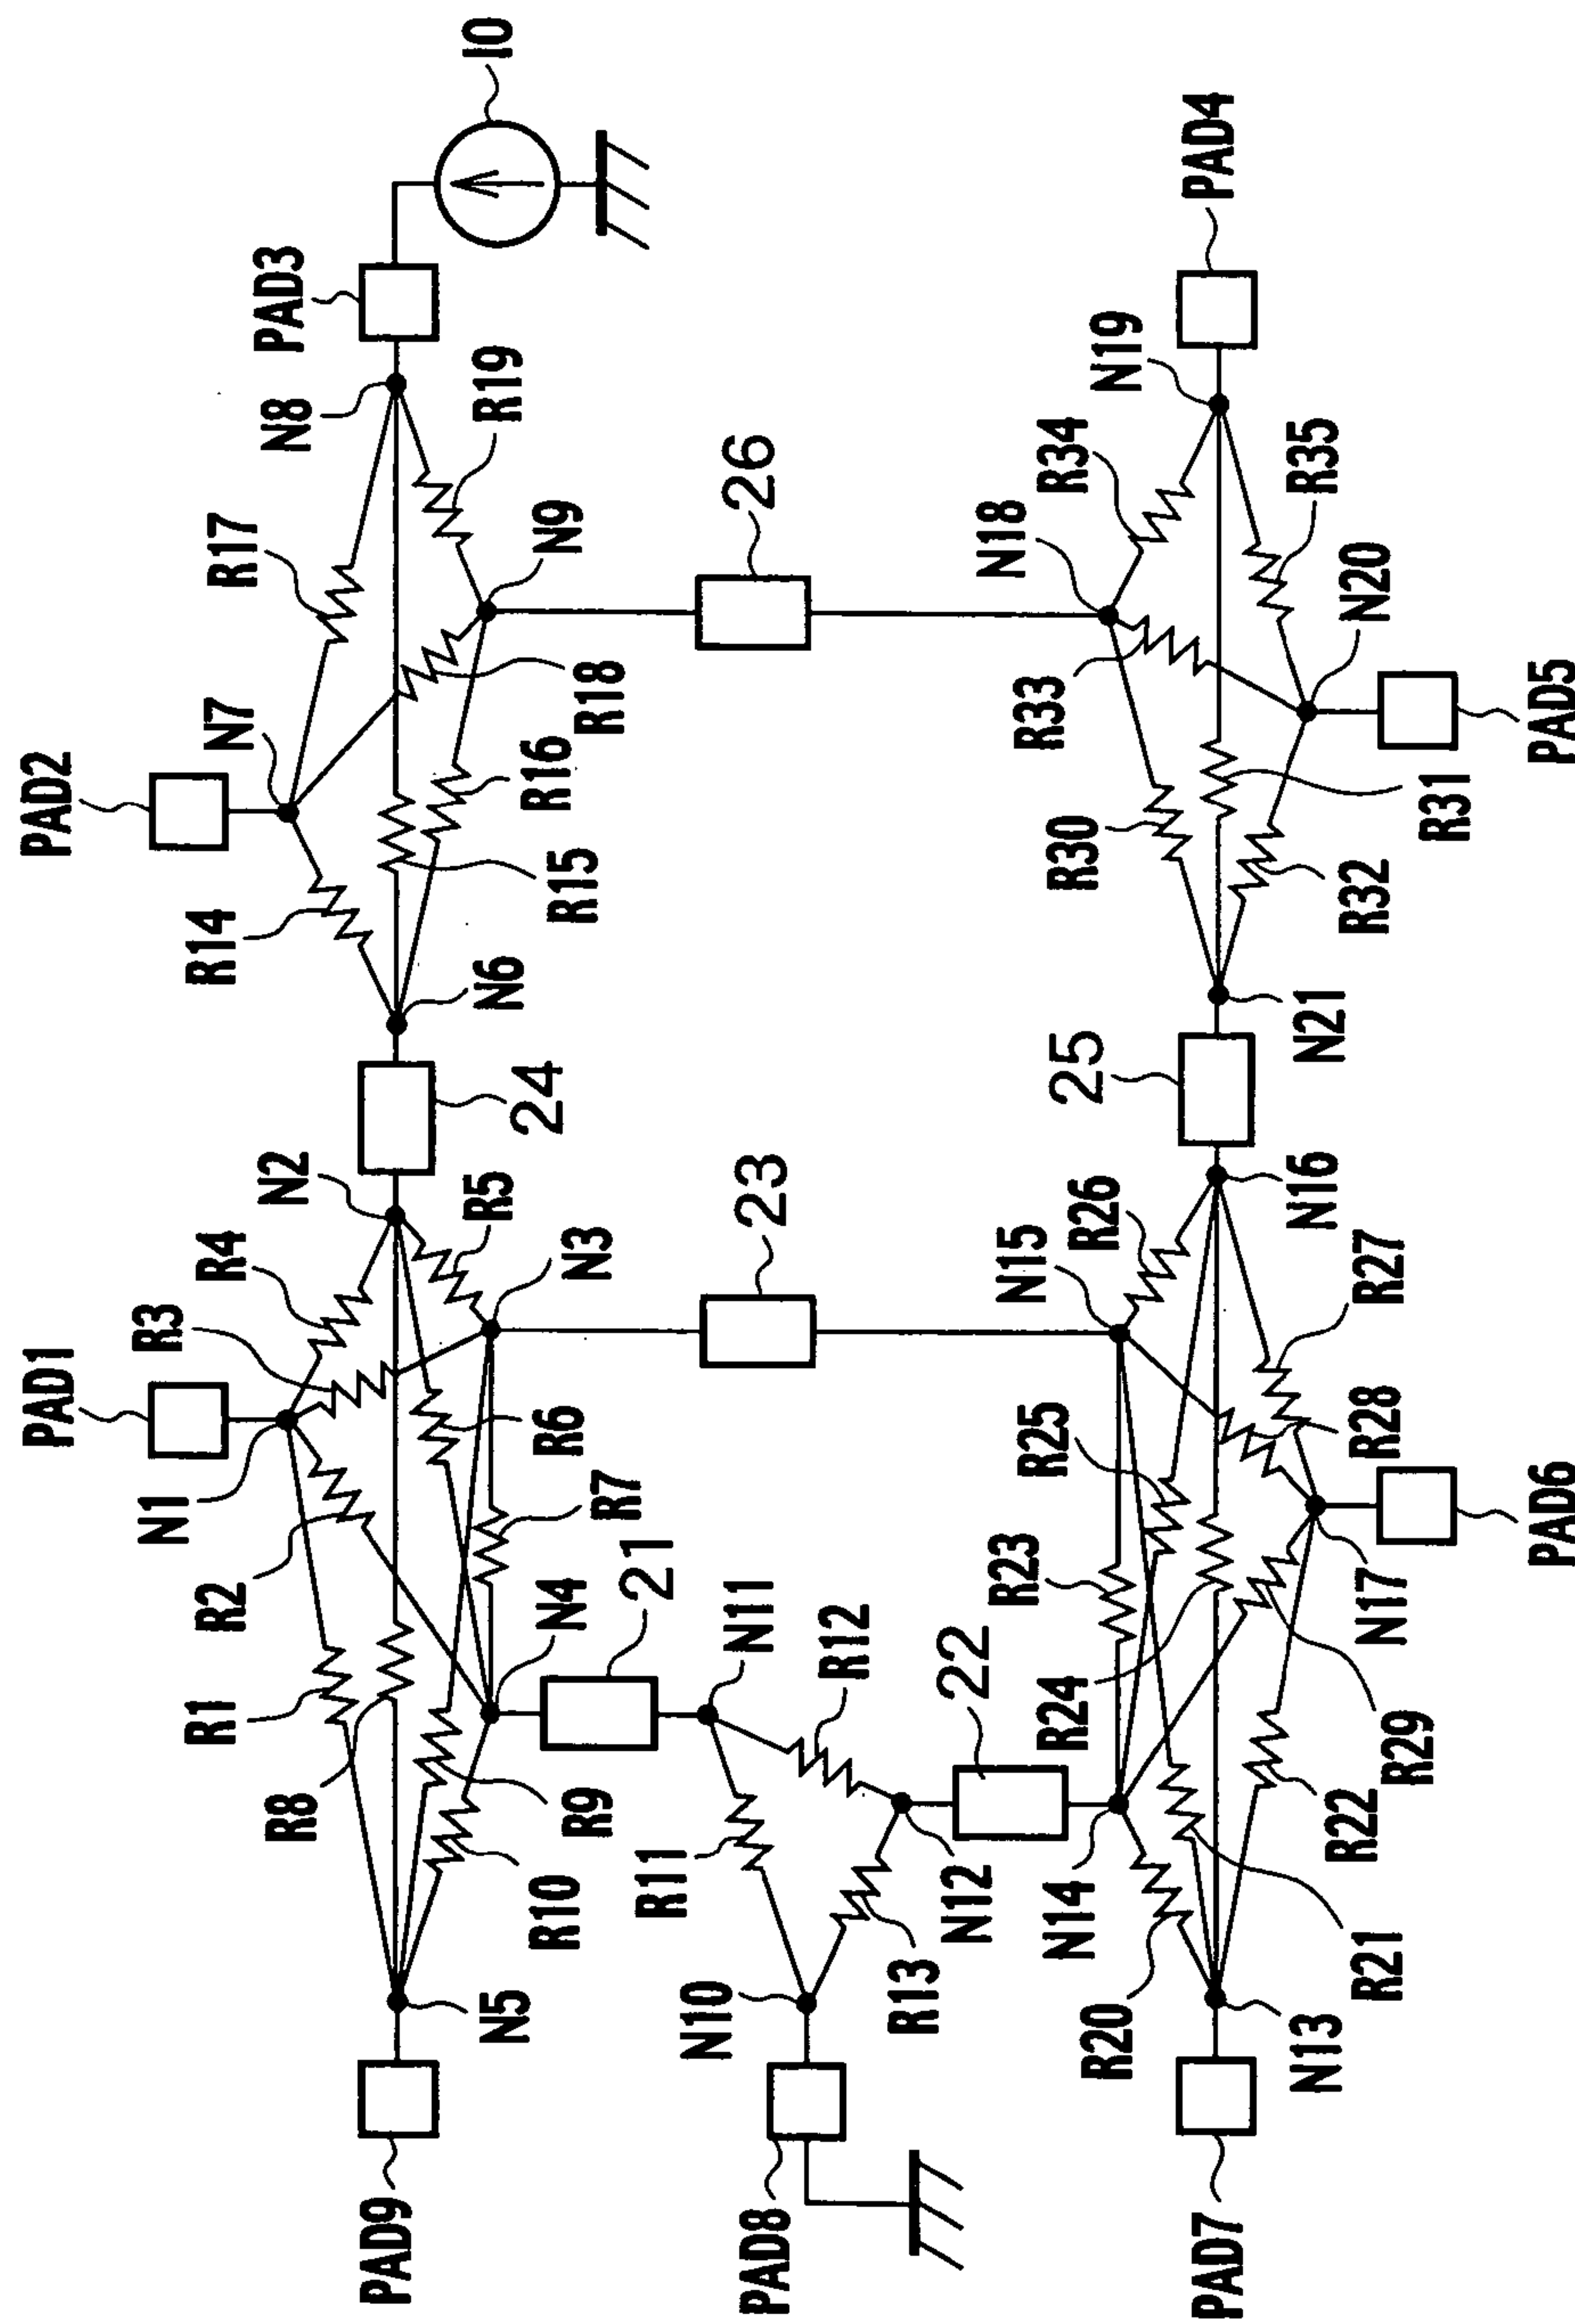 PAD1
PAD2
PAD3
10
R1
R2
N1
R3
R4
N2
R14
N7
R17
N8
R8
R9
R10
N5
PAD9
R6
R7
N4
21
R5
N3
24
N6
R15
R16
R18
N9
R19
PAD8
N10
R11
R13
N12
R12
N11
22
23
26
PAD7
N13
R20
R21
N14
R24
R23
R25
N15
R26
N16
25
N21
R30
R33
N18
R34
N19
PAD4
R22
R29
N17
R28
R27
PAD6
R32
R31
N20
R35
PAD5